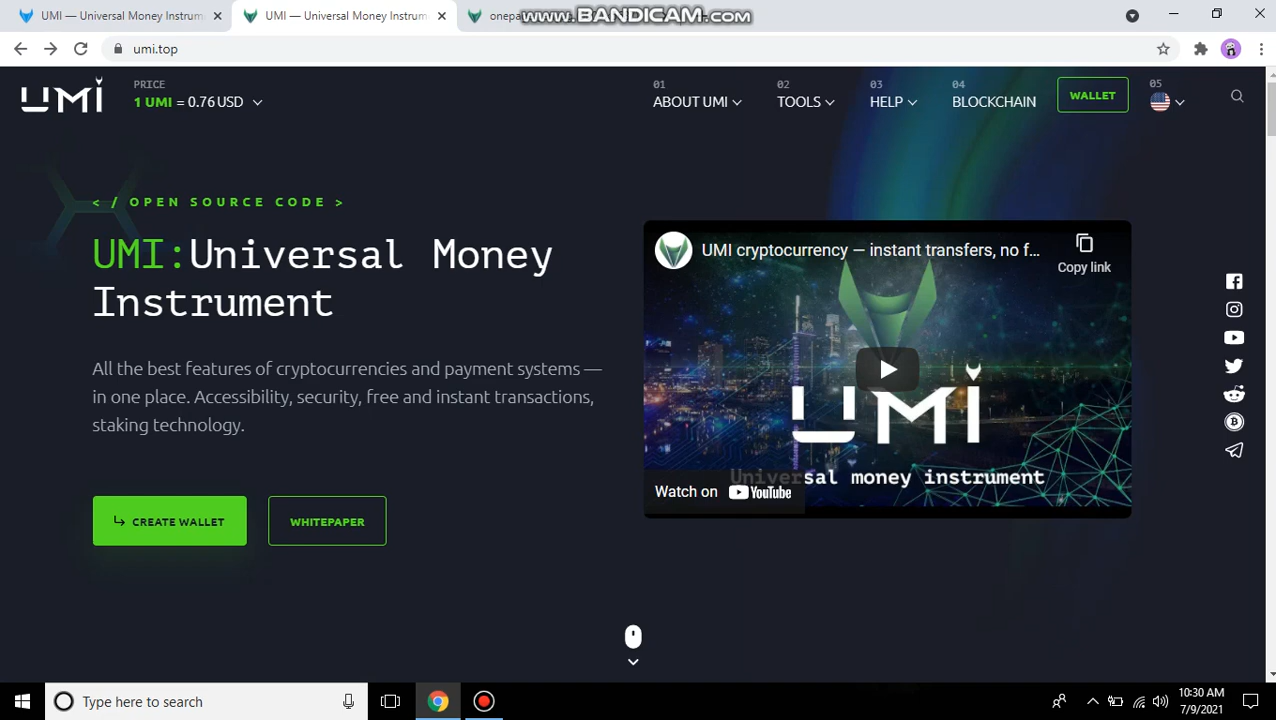 UMI — Universal Money Instrum
UMI — Universal Money Instrum
onepa
www.BANDICAM.com
umi.top
UMi
PRICE
1 UMI = 0.76 USD
01
ABOUT UMI
02
TOOLS
03
HELP
04
BLOCKCHAIN
WALLET
05
< / OPEN SOURCE CODE >
UMI:Universal Money
Instrument
All the best features of cryptocurrencies and payment systems —
in one place. Accessibility, security, free and instant transactions,
staking technology.
CREATE WALLET
WHITEPAPER
UMI cryptocurrency — instant transfers, no f...
Copy link
UMi
Universal money instrument
Watch on YouTube
Type here to search
10:30 AM
7/9/2021